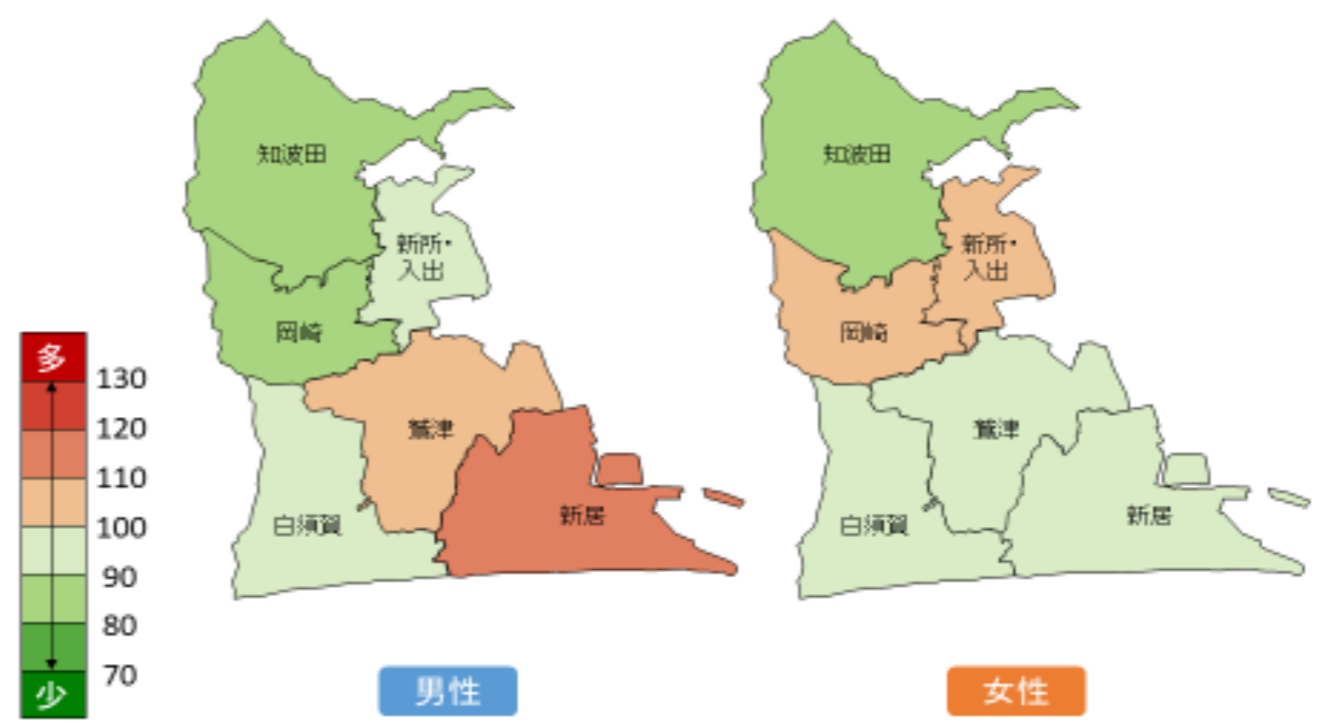 知波田
新所・
入出
岡崎
鷲津
白須賀
新居
知波田
新所・
入出
岡崎
鷲津
白須賀
新居
多
130
120
110
100
90
80
70
少
男性
女性